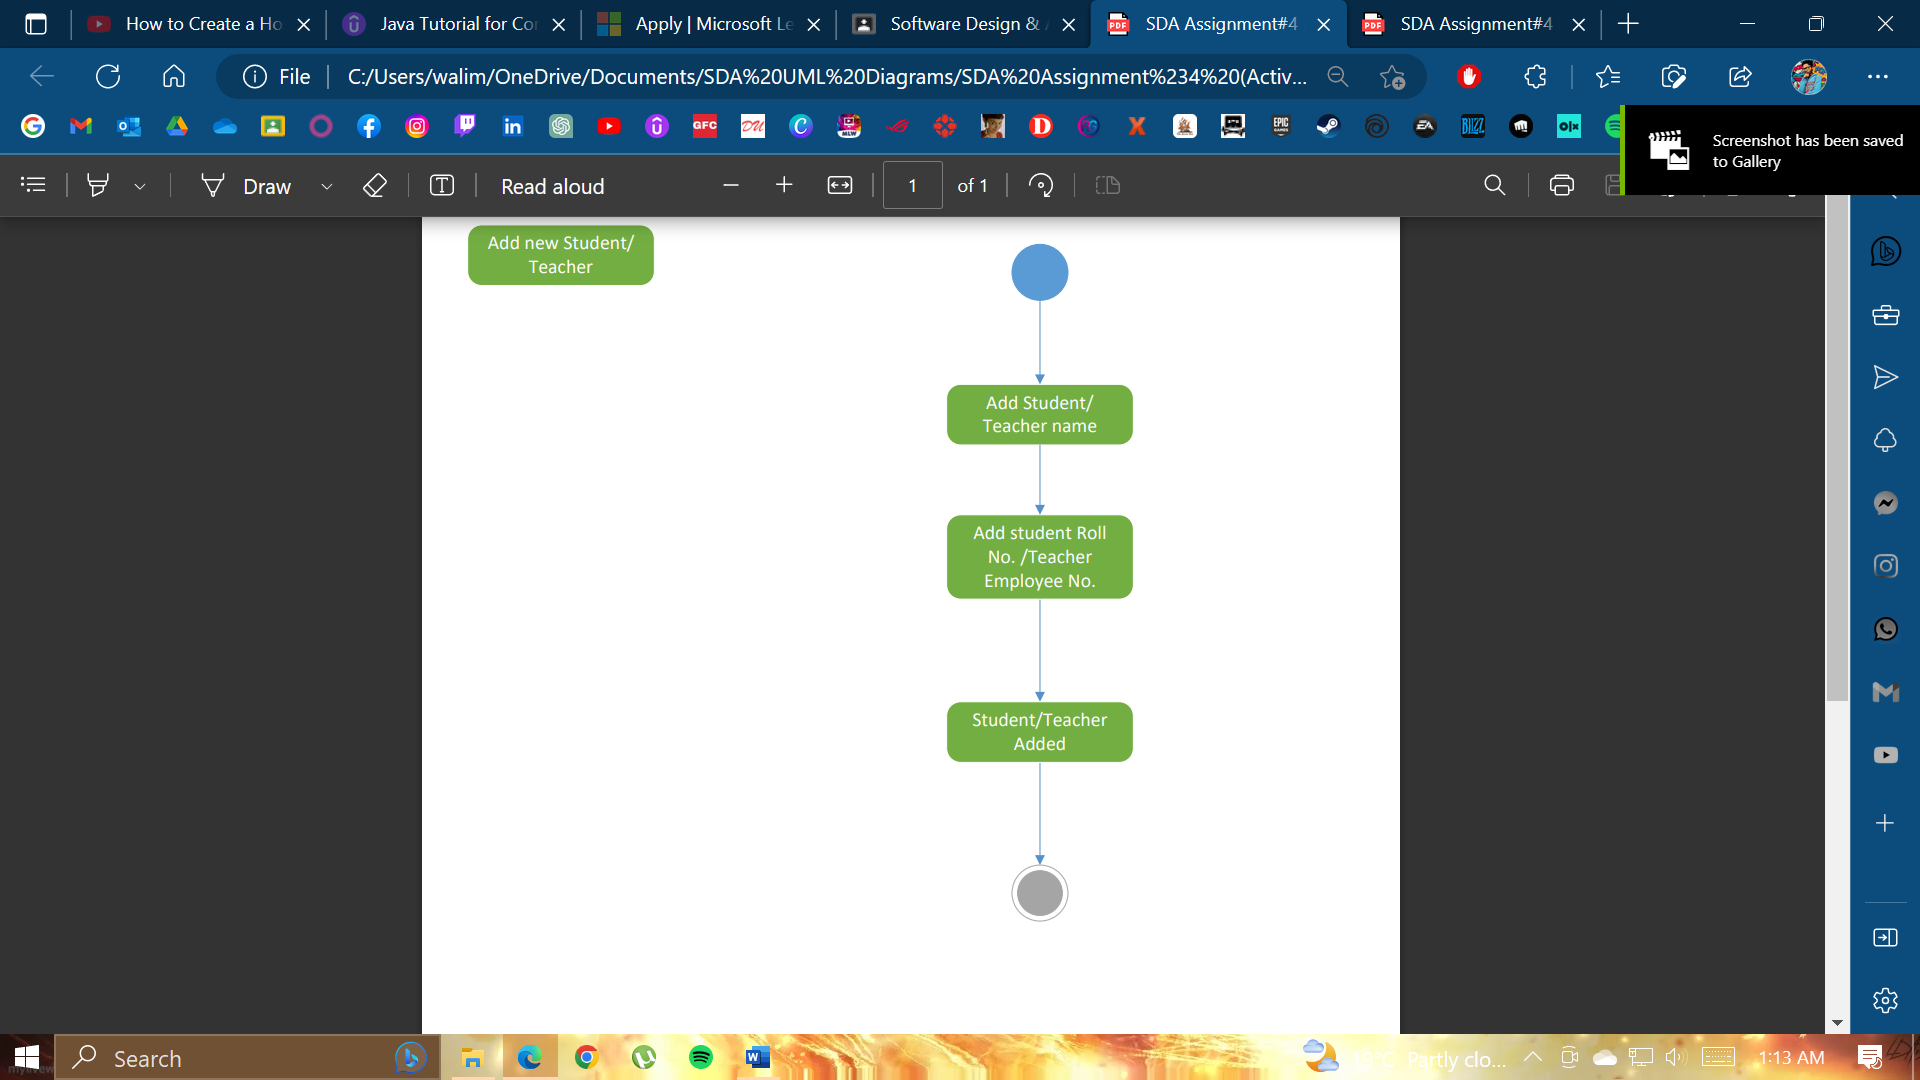 How to Create a Ho
Java Tutorial for Cor
Apply | Microsoft Le
Software Design &
SDA Assignment#4
SDA Assignment#4
File
C:/Users/walim/OneDrive/Documents/SDA%20UML%20Diagrams/SDA%20Assignment%234%20(Activ...
Screenshot has been saved
to Gallery
Draw
Read aloud
1
of 1
Add new Student/
Teacher
Add Student/
Teacher name
Add student Roll
No. /Teacher
Employee No.
Student/Teacher
Added
Search
Partly clo...
1:13 AM